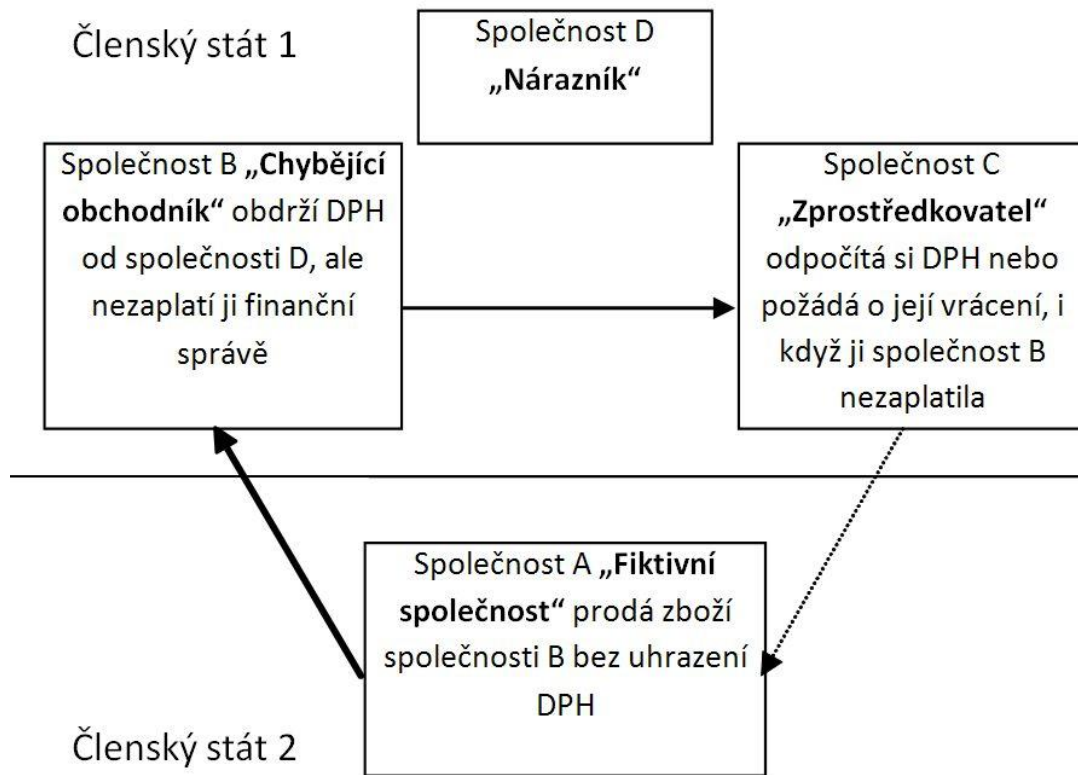 Členský stát 1
Společnost D
„Nárazník“
Společnost B „Chybějící
obchodník“ obdrží DPH
od společnosti D, ale
nezaplatí ji finanční
správě
Společnost C
„Zprostředkovatel“
odpočítá si DPH nebo
požádá o její vrácení, i
když ji společnost B
nezaplatila
Společnost A „Fiktivní
společnost“ prodá zboží
společnosti B bez uhrazení
DPH
Členský stát 2